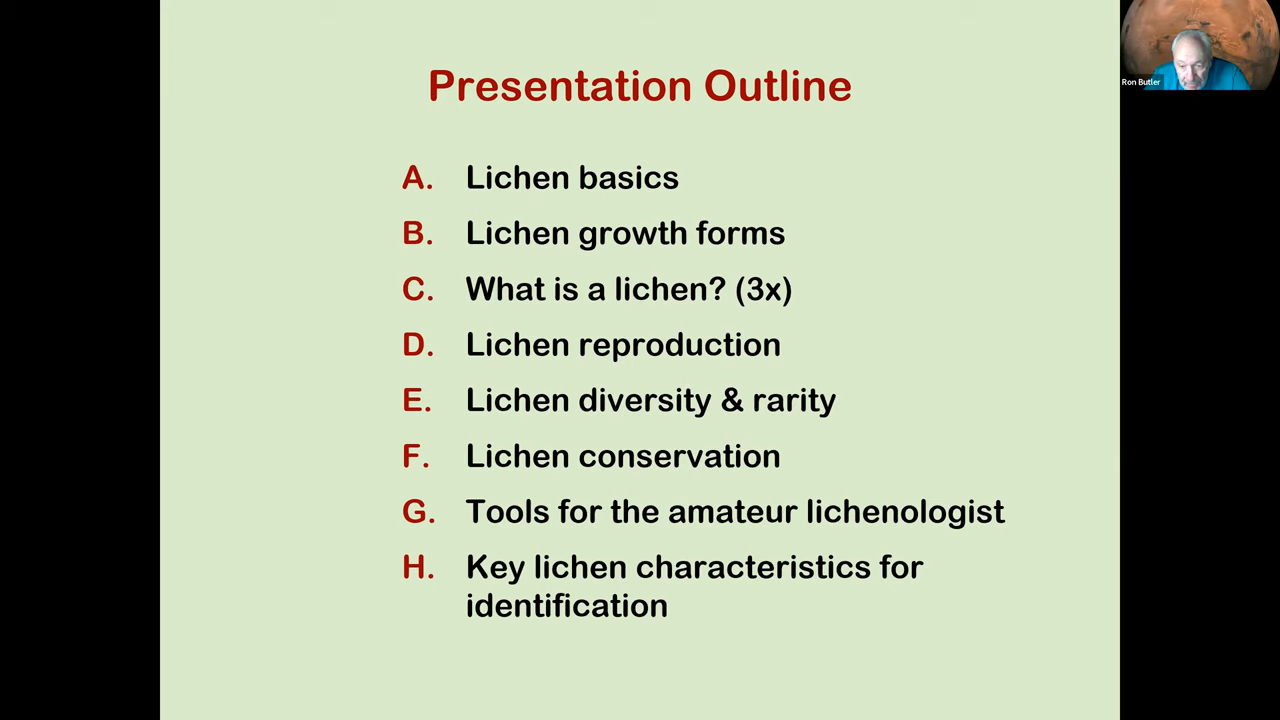 Presentation Outline
Ron Butler
A. Lichen basics
B. Lichen growth forms
C. What is a lichen? (3x)
D. Lichen reproduction
E. Lichen diversity & rarity
F. Lichen conservation
G. Tools for the amateur lichenologist
H. Key lichen characteristics for
identification